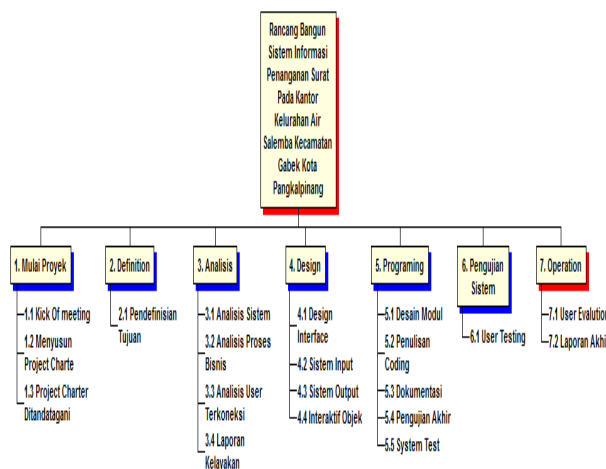 Rancang Bangun
Sistem Informasi
Penanganan Surat
Pada Kantor
Kelurahan Air
Salemba Kecamatan
Gabek Kota
Pangkalpinang
1. Mulai Proyek
1.1 Kick Of meeting
1.2 Menyusun
Project Charte
1.3 Project Charter
Ditandatagani
2. Definition
2.1 Pendefinisian
Tujuan
3. Analisis
3.1 Analisis Sistem
3.2 Analisis Proses
Bisnis
3.3 Analisis User
Terkoneksi
3.4 Laporan
Kelayakan
4. Design
4.1 Design
Interface
4.2 Sistem Input
4.3 Sistem Output
4.4 Interaktif Objek
5. Programing
5.1 Desain Modul
5.2 Penulisan
Coding
5.3 Dokumentasi
5.4 Pengujian Akhir
5.5 System Test
6. Pengujian
Sistem
6.1 User Testing
7. Operation
7.1 User Evalution
7.2 Laporan Akhi